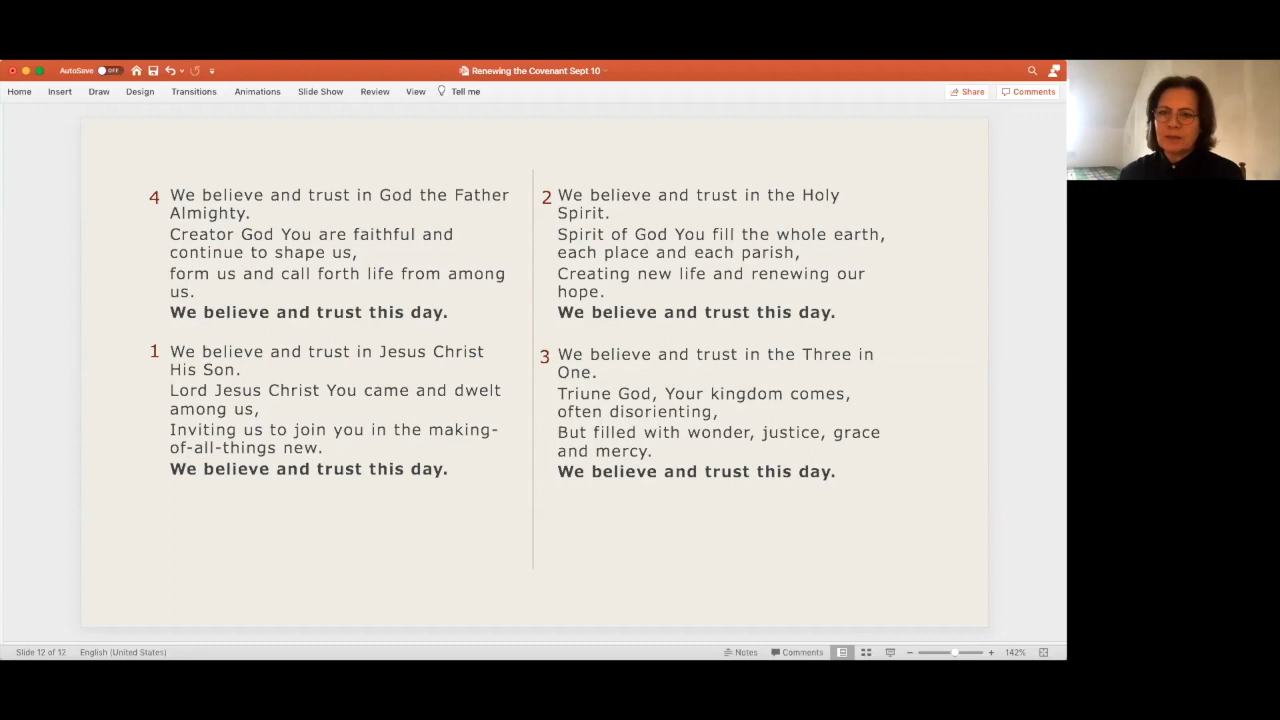 AutoSave OFF
Renewing the Covenant Sept 10
Home Insert Draw Design Transitions Animations Slide Show Review View Tell me Share Comments
4 We believe and trust in God the Father
Almighty.
Creator God You are faithful and
continue to shape us,
form us and call forth life from among
us.
We believe and trust this day.
1 We believe and trust in Jesus Christ
His Son.
Lord Jesus Christ You came and dwelt
among us,
Inviting us to join you in the making-
of-all-things new.
We believe and trust this day.
2 We believe and trust in the Holy
Spirit.
Spirit of God You fill the whole earth,
each place and each parish,
Creating new life and renewing our
hope.
We believe and trust this day.
3 We believe and trust in the Three in
One.
Triune God, Your kingdom comes,
often disorienting,
But filled with wonder, justice, grace
and mercy.
We believe and trust this day.
Slide 12 of 12 English (United States) Notes Comments 142%